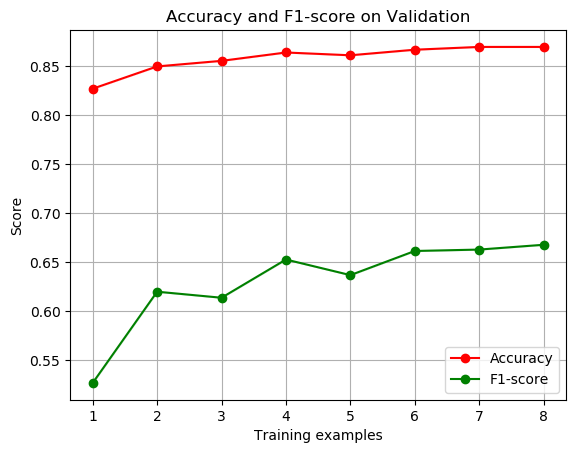 Accuracy and F1-score on Validation
Score
0.85
0.80
0.75
0.70
0.65
0.60
0.55
1 2 3 4 5 6 7 8
Training examples
Accuracy
F1-score